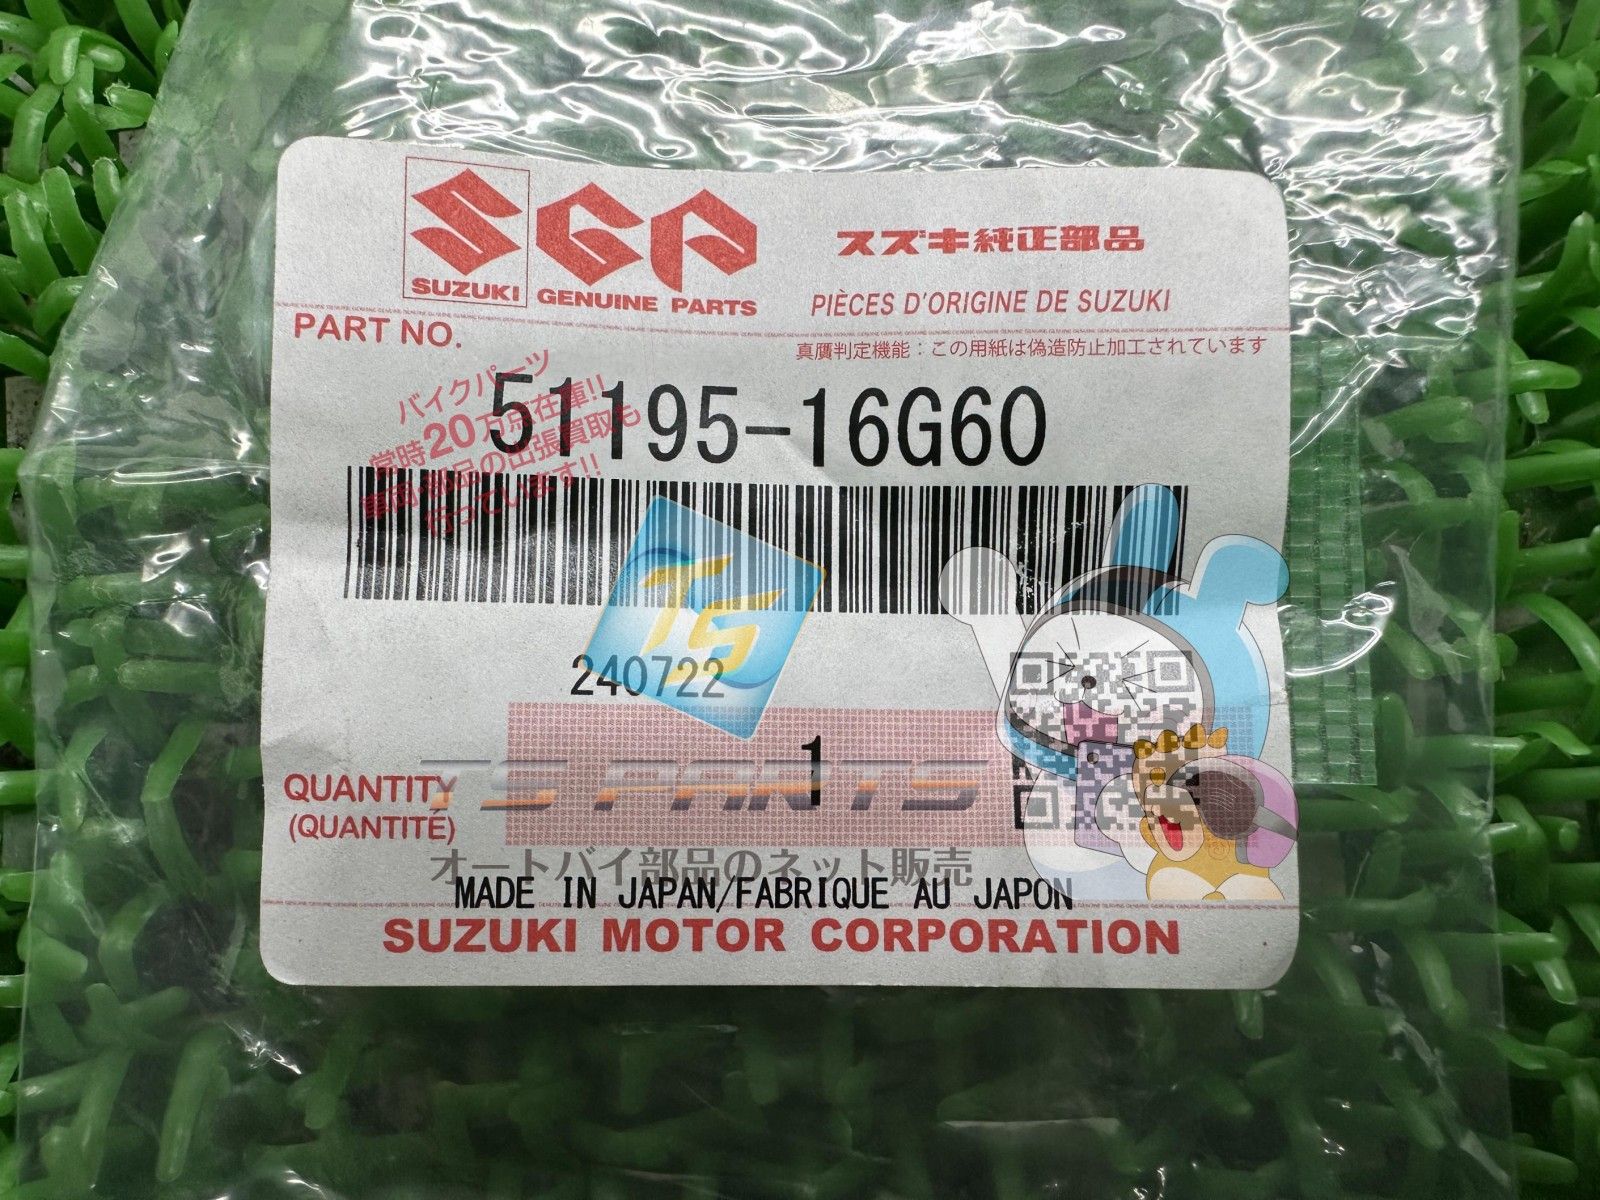 SUZUKI
SGP
GENUINE PARTS
スズキ純正部品
PIÈCES D'ORIGINE DE SUZUKI
PART NO.
真贋判定機能:この用紙は偽造防止加工されています
51195-16G60
バイクパーツ
常時20万点在庫!!
車両・部品の出張買取も
行っています!!
TS
240722
1
QUANTITY
(QUANTITÉ)
TS PARTS
オートバイ部品のネット販売
MADE IN JAPAN/FABRIQUE AU JAPON
SUZUKI MOTOR CORPORATION